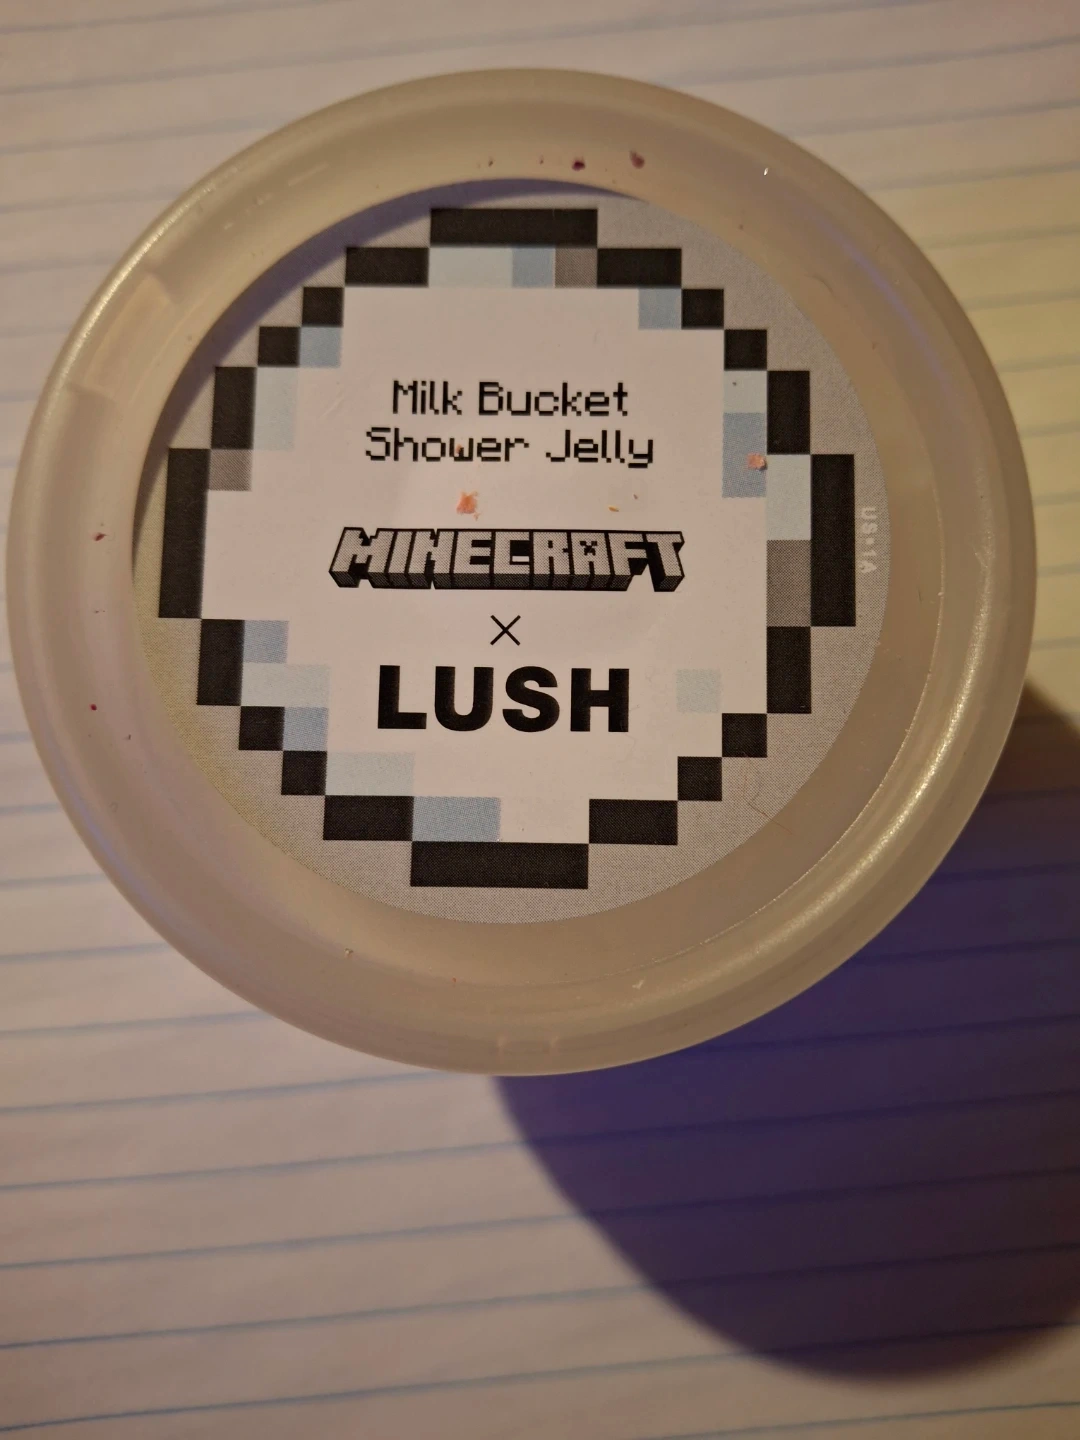 Milk Bucket
Shower Jelly
MINECRAFT
×
LUSH
US•1A